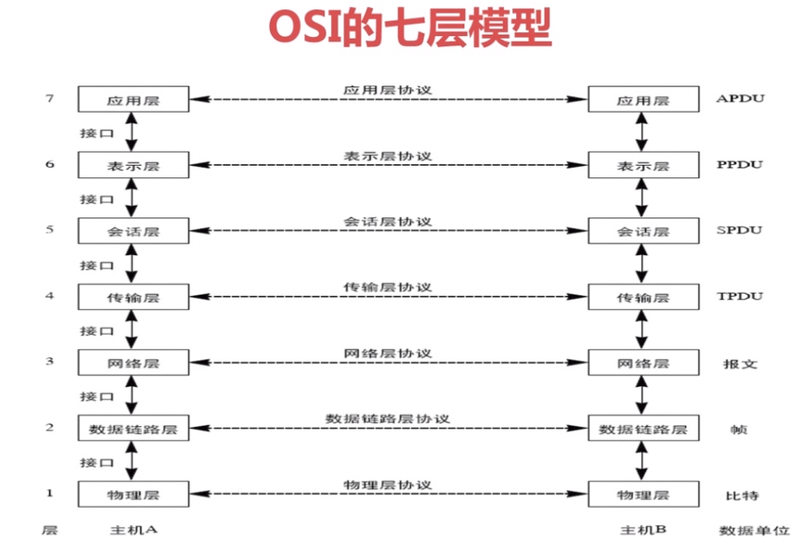 OSI的七层模型
7 应用层 应用层协议 应用层 APDU
接口
6 表示层 表示层协议 表示层 PPDU
接口
5 会话层 会话层协议 会话层 SPDU
接口
4 传输层 传输层协议 传输层 TPDU
接口
3 网络层 网络层协议 网络层 报文
接口
2 数据链路层 数据链路层协议 数据链路层 帧
接口
1 物理层 物理层协议 物理层 比特
层 主机A 主机B 数据单位